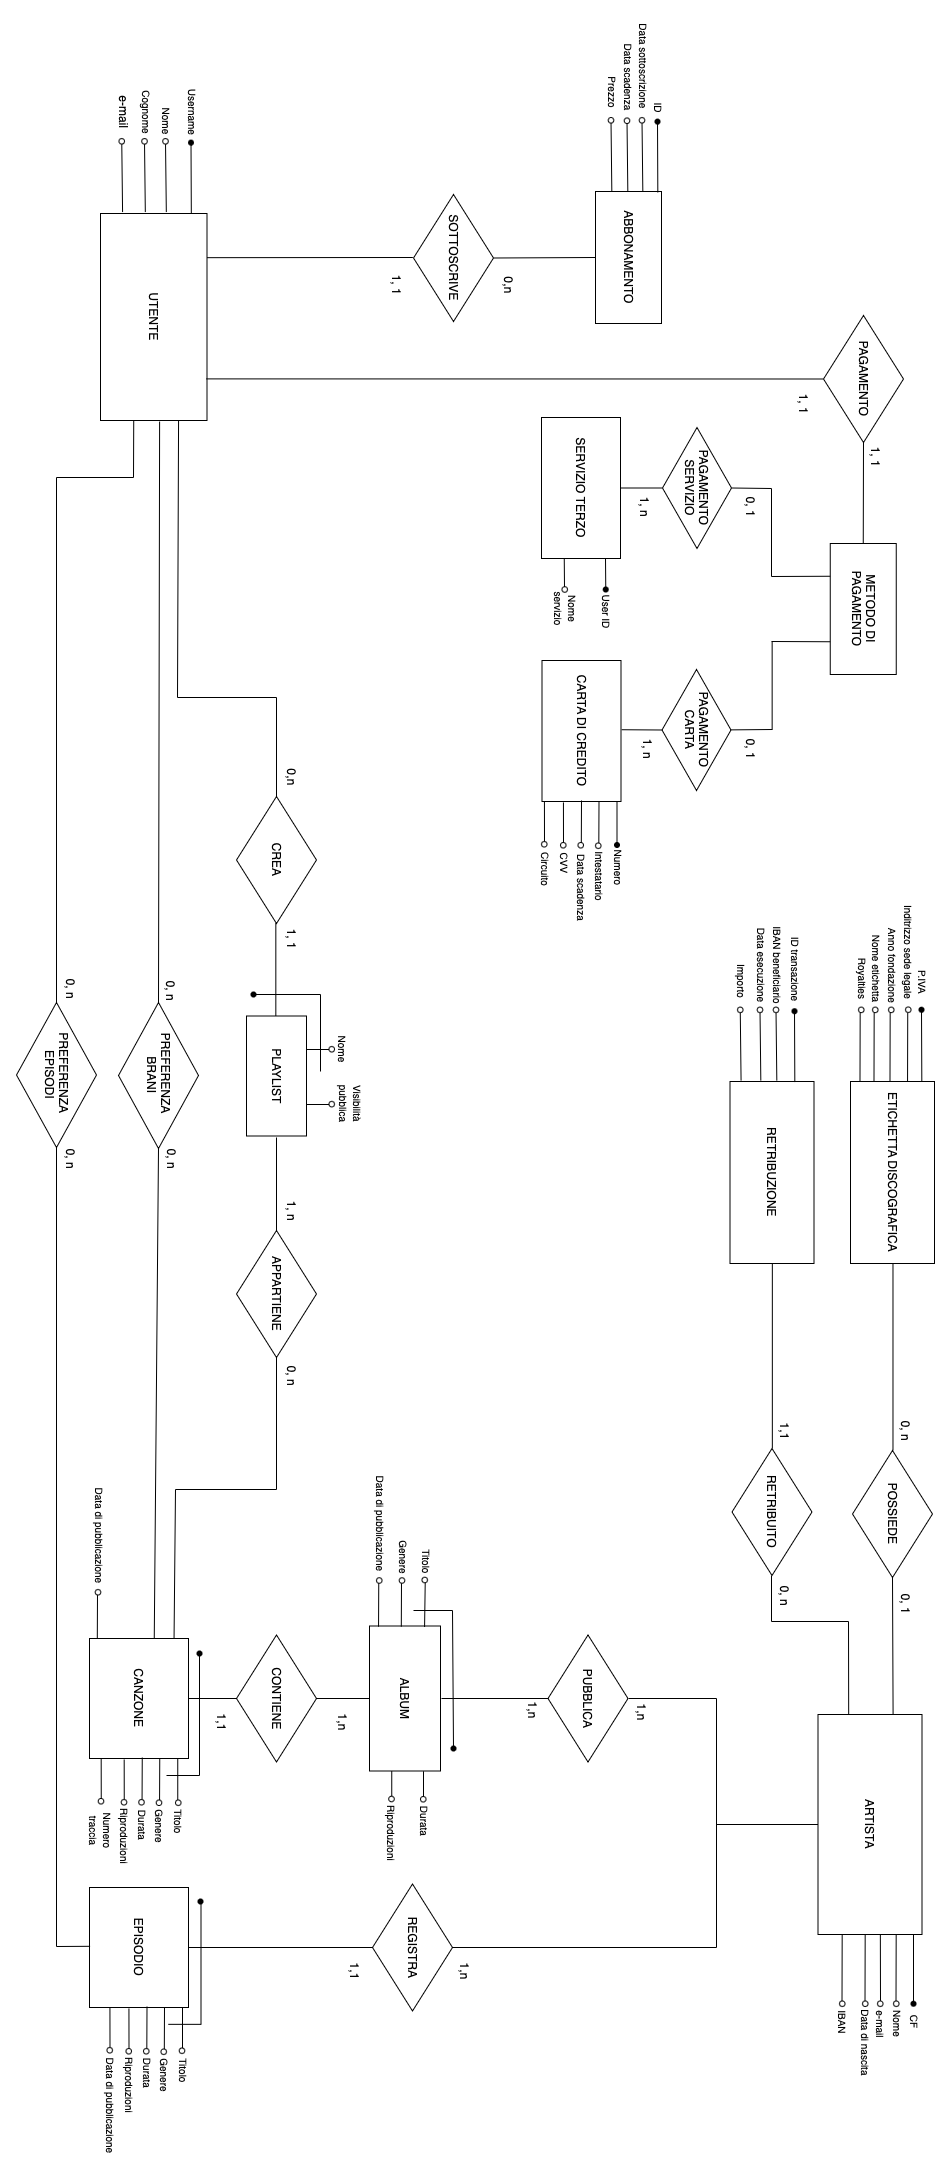 Data sottoscrizione
Data scadenza
Prezzo
ID
ABBONAMENTO
Username
Nome
Cognome
e-mail
UTENTE
SOTTOSCRIVE
1, 1
0,n
PAGAMENTO
1, 1
1, 1
METODO DI
PAGAMENTO
PAGAMENTO
SERVIZIO
0, 1
1, n
SERVIZIO TERZO
User ID
Nome
servizio
PAGAMENTO
CARTA
0, 1
1, n
CARTA DI CREDITO
Numero
Intestatario
Data scadenza
CVV
Circuito
CREA
0,n
1, 1
PLAYLIST
Nome
Visibilità
pubblica
PREFERENZA
EPISODI
0, n
0, n
PREFERENZA
BRANI
0, n
0, n
APPARTIENE
1, n
0, n
P.IVA
Inditrizzo sede legale
Anno fondazione
Nome etichetta
Royalties
ETICHETTA DISCOGRAFICA
ID transazione
IBAN beneficiario
Data esecuzione
Importo
RETRIBUZIONE
POSSIEDE
0, n
0, 1
RETRIBUITO
1,1
0, n
ARTISTA
CF
Nome
e-mail
Data di nascita
IBAN
PUBBLICA
1,n
1,n
Titolo
Genere
Data di pubblicazione
ALBUM
Durata
Riproduzioni
CONTIENE
1,n
1,1
Data di pubblicazione
CANZONE
Titolo
Genere
Durata
Riproduzioni
Numero
traccia
REGISTRA
1,n
1,1
EPISODIO
Titolo
Genere
Durata
Riproduzioni
Data di pubblicazione